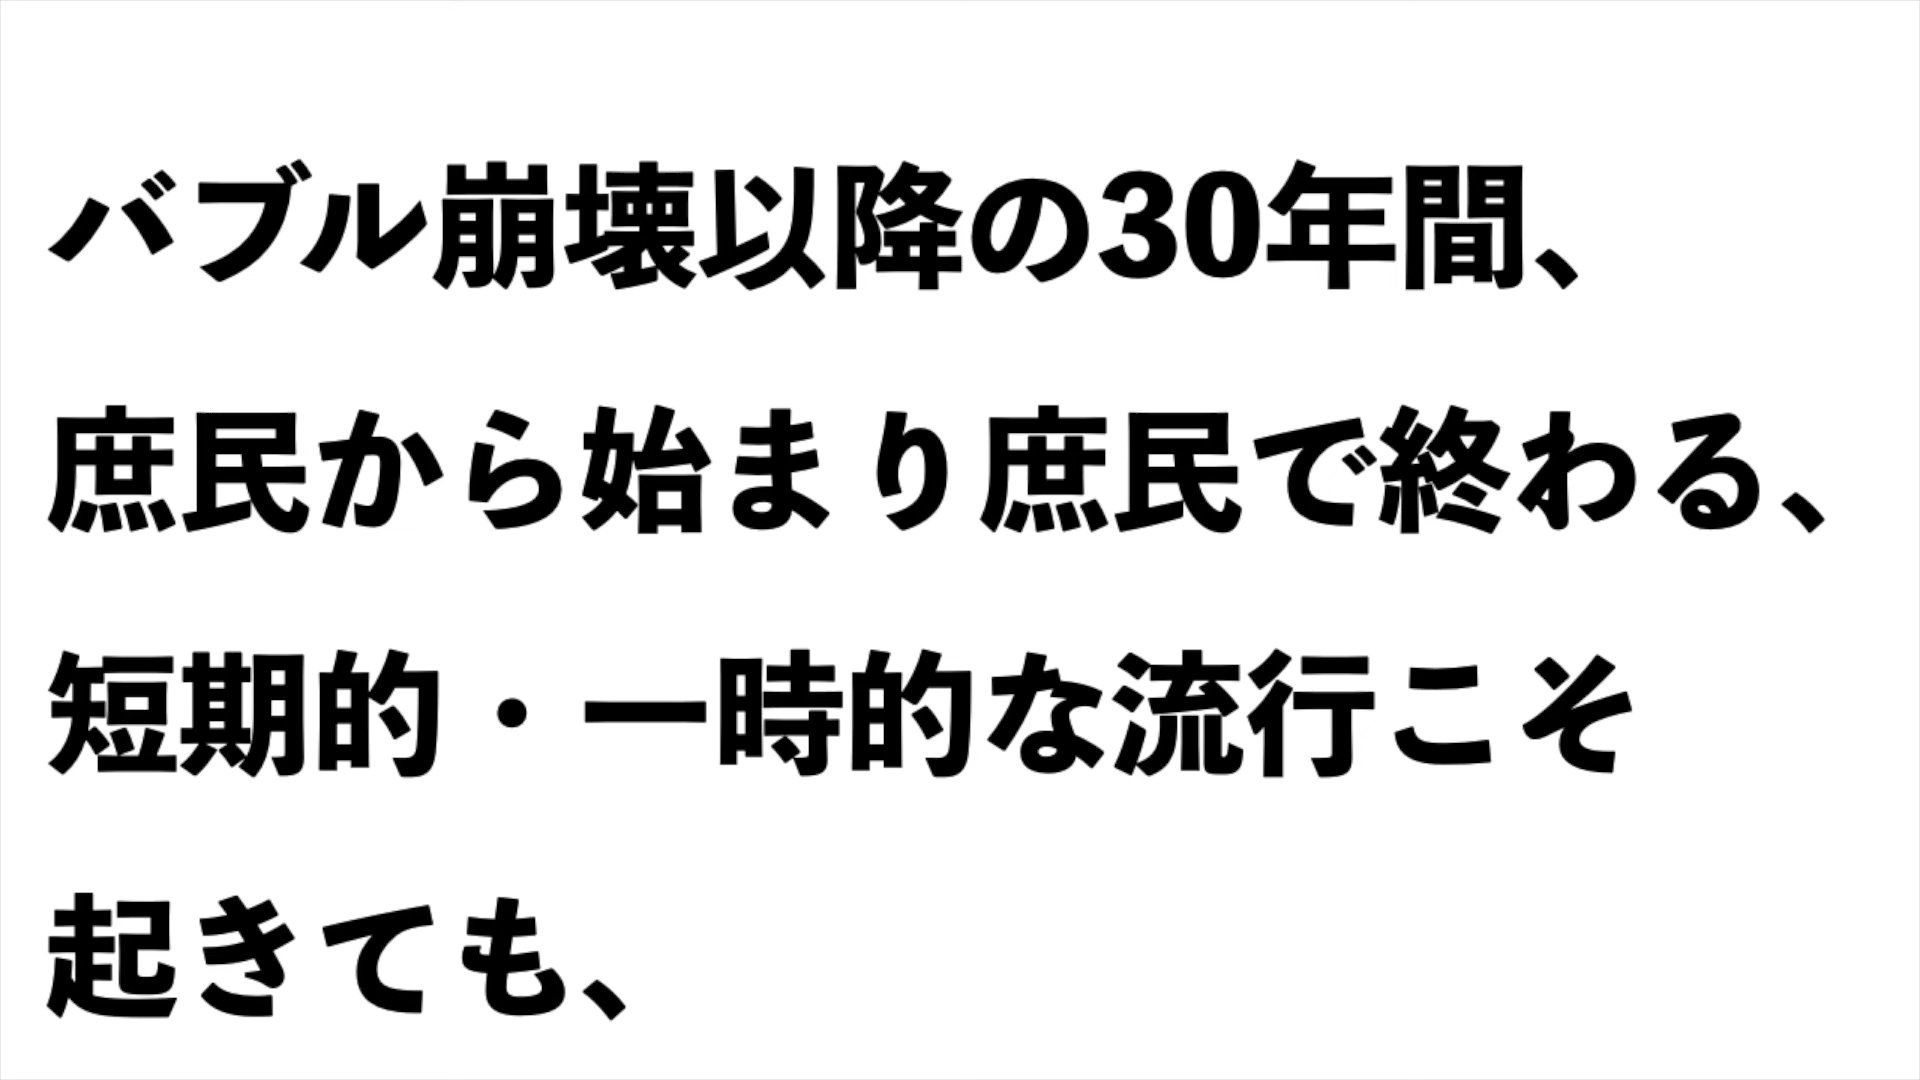 バブル崩壊以降の30年間、
庶民から始まり庶民で終わる、
短期的・一時的な流行こそ
起きても、